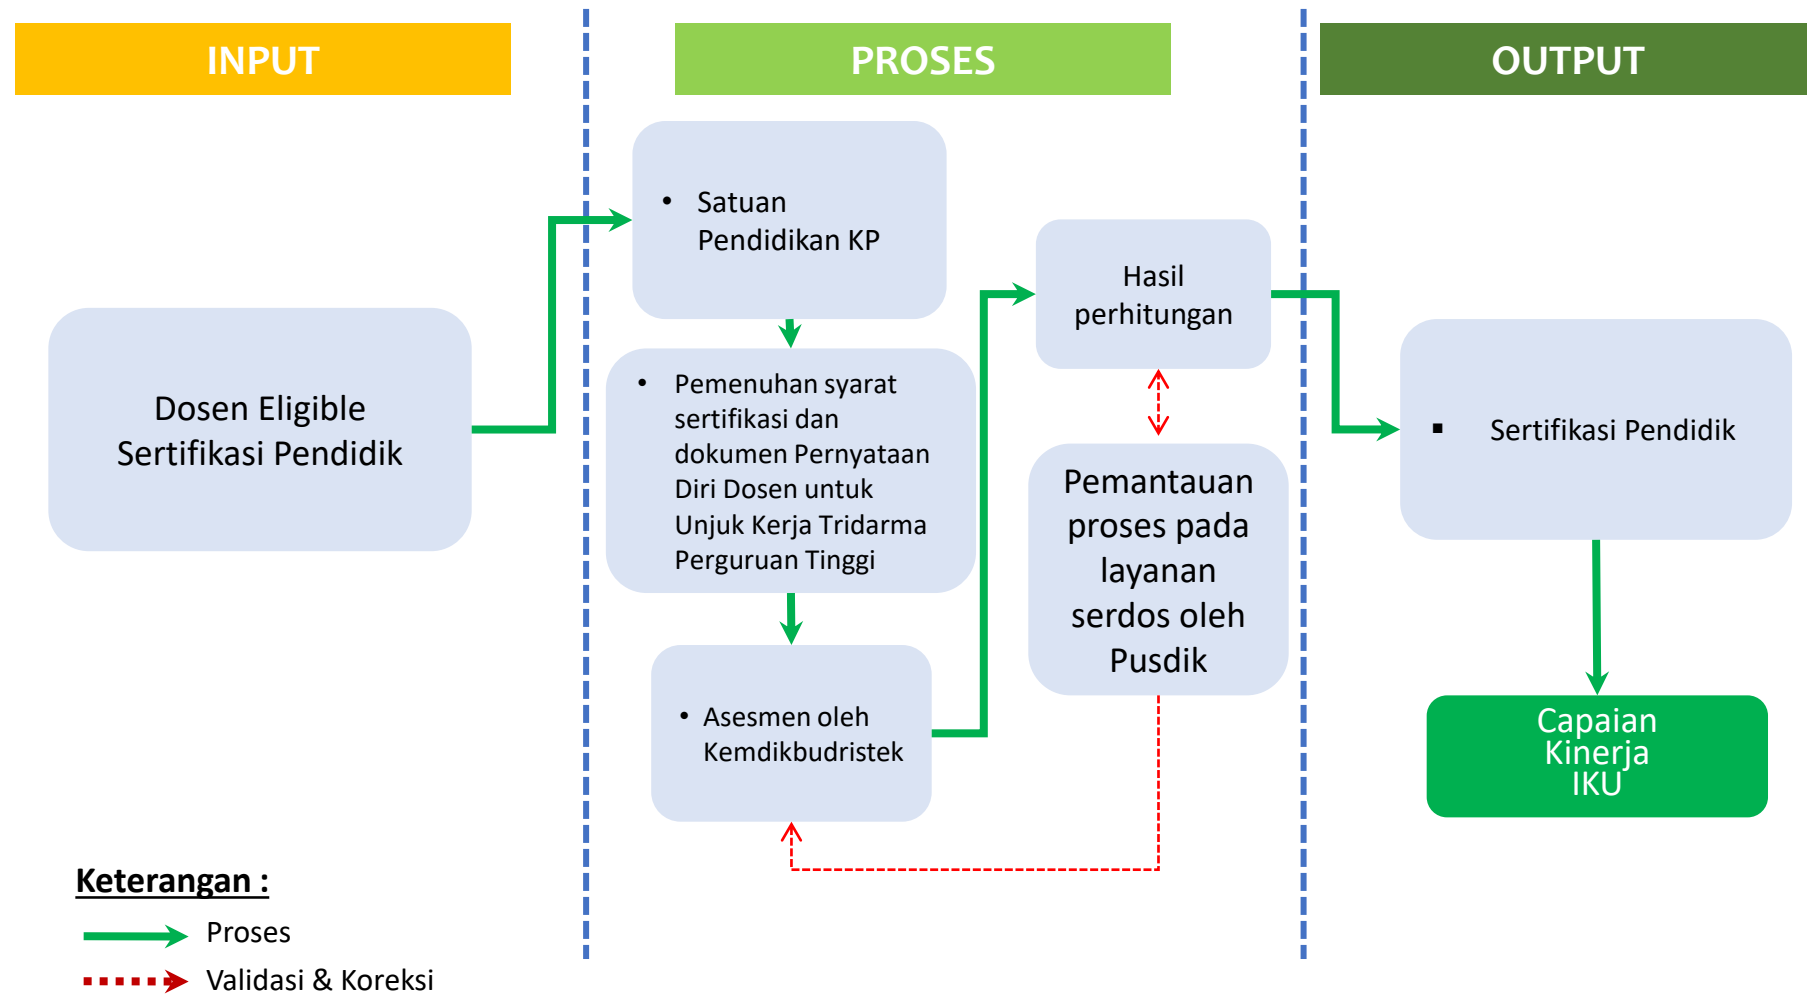 INPUT
PROSES
OUTPUT
Dosen Eligible
Sertifikasi Pendidik
• Satuan
Pendidikan KP
• Pemenuhan syarat
sertifikasi dan
dokumen Pernyataan
Diri Dosen untuk
Unjuk Kerja Tridarma
Perguruan Tinggi
• Asesmen oleh
Kemdikbudristek
Hasil
perhitungan
Pemantauan
proses pada
layanan
serdos oleh
Pusdik
▪ Sertifikasi Pendidik
Capaian
Kinerja
IKU
Keterangan :
Proses
Validasi & Koreksi